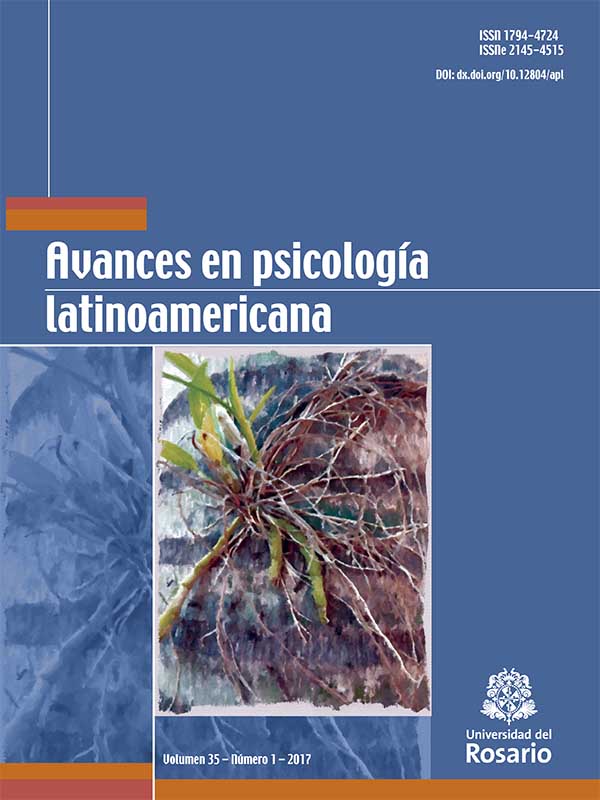 ISSN 1794-4724
ISSNe 2145-4515
DOI: dx.doi.org/10.12804/apl
Avances en psicología
latinoamericana
Volumen 35 – Número 1 – 2017
Universidad del
Rosario